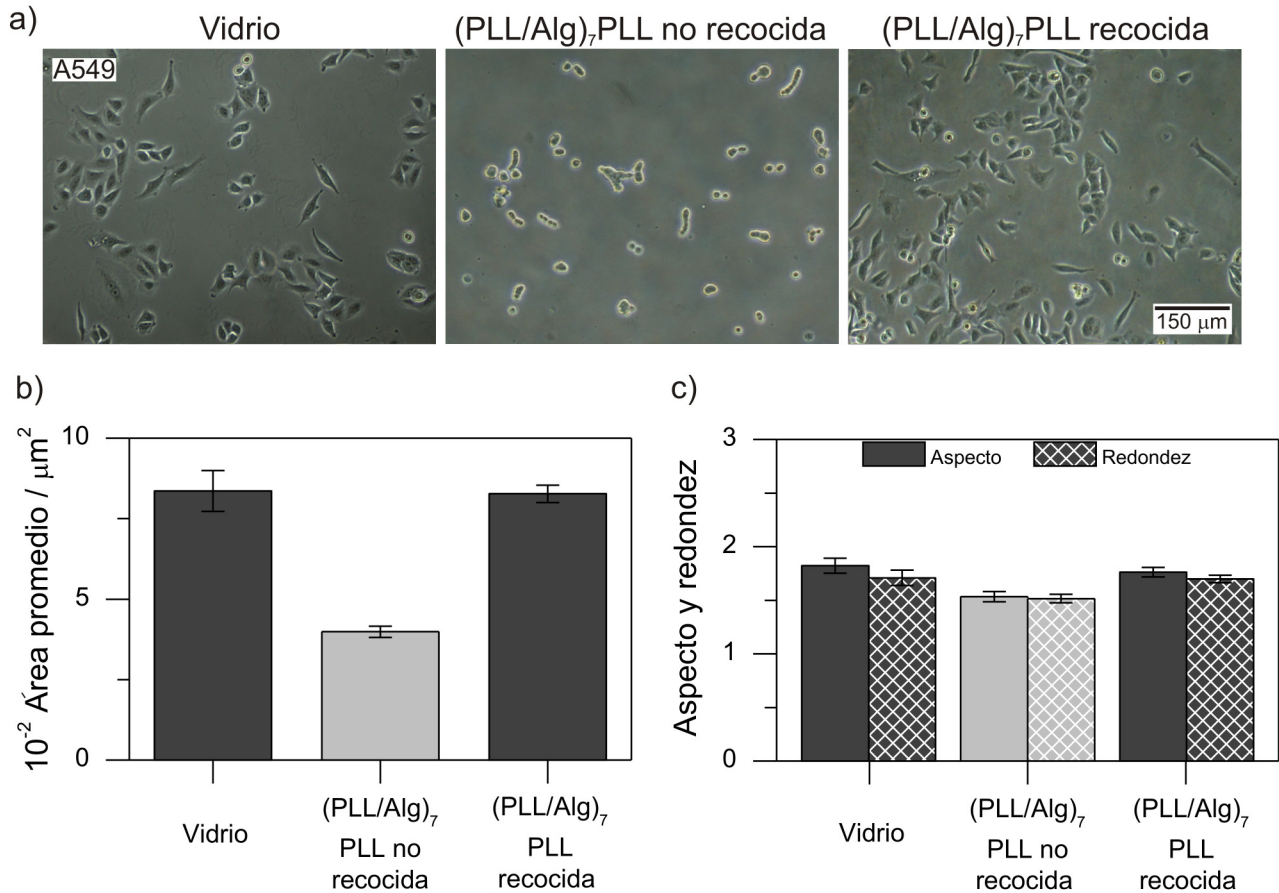 a)
Vidrio
(PLL/Alg)₇PLL no recocida
(PLL/Alg)₇PLL recocida
A549
150 μm
b)
10⁻² Área promedio / μm²
10
5
0
Vidrio
(PLL/Alg)₇
PLL no
recocida
(PLL/Alg)₇
PLL
recocida
c)
Aspecto y redondez
3
2
1
0
Aspecto
Redondez
Vidrio
(PLL/Alg)₇
PLL no
recocida
(PLL/Alg)₇
PLL
recocida